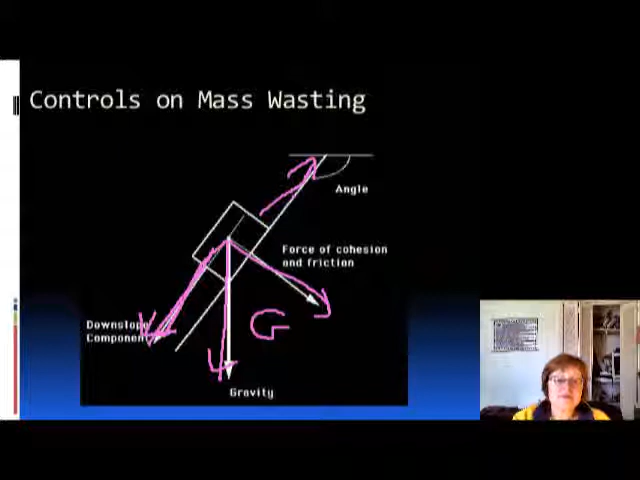 Controls on Mass Wasting
Angle
Force of cohesion
and friction
G
Downslope
Component
Gravity